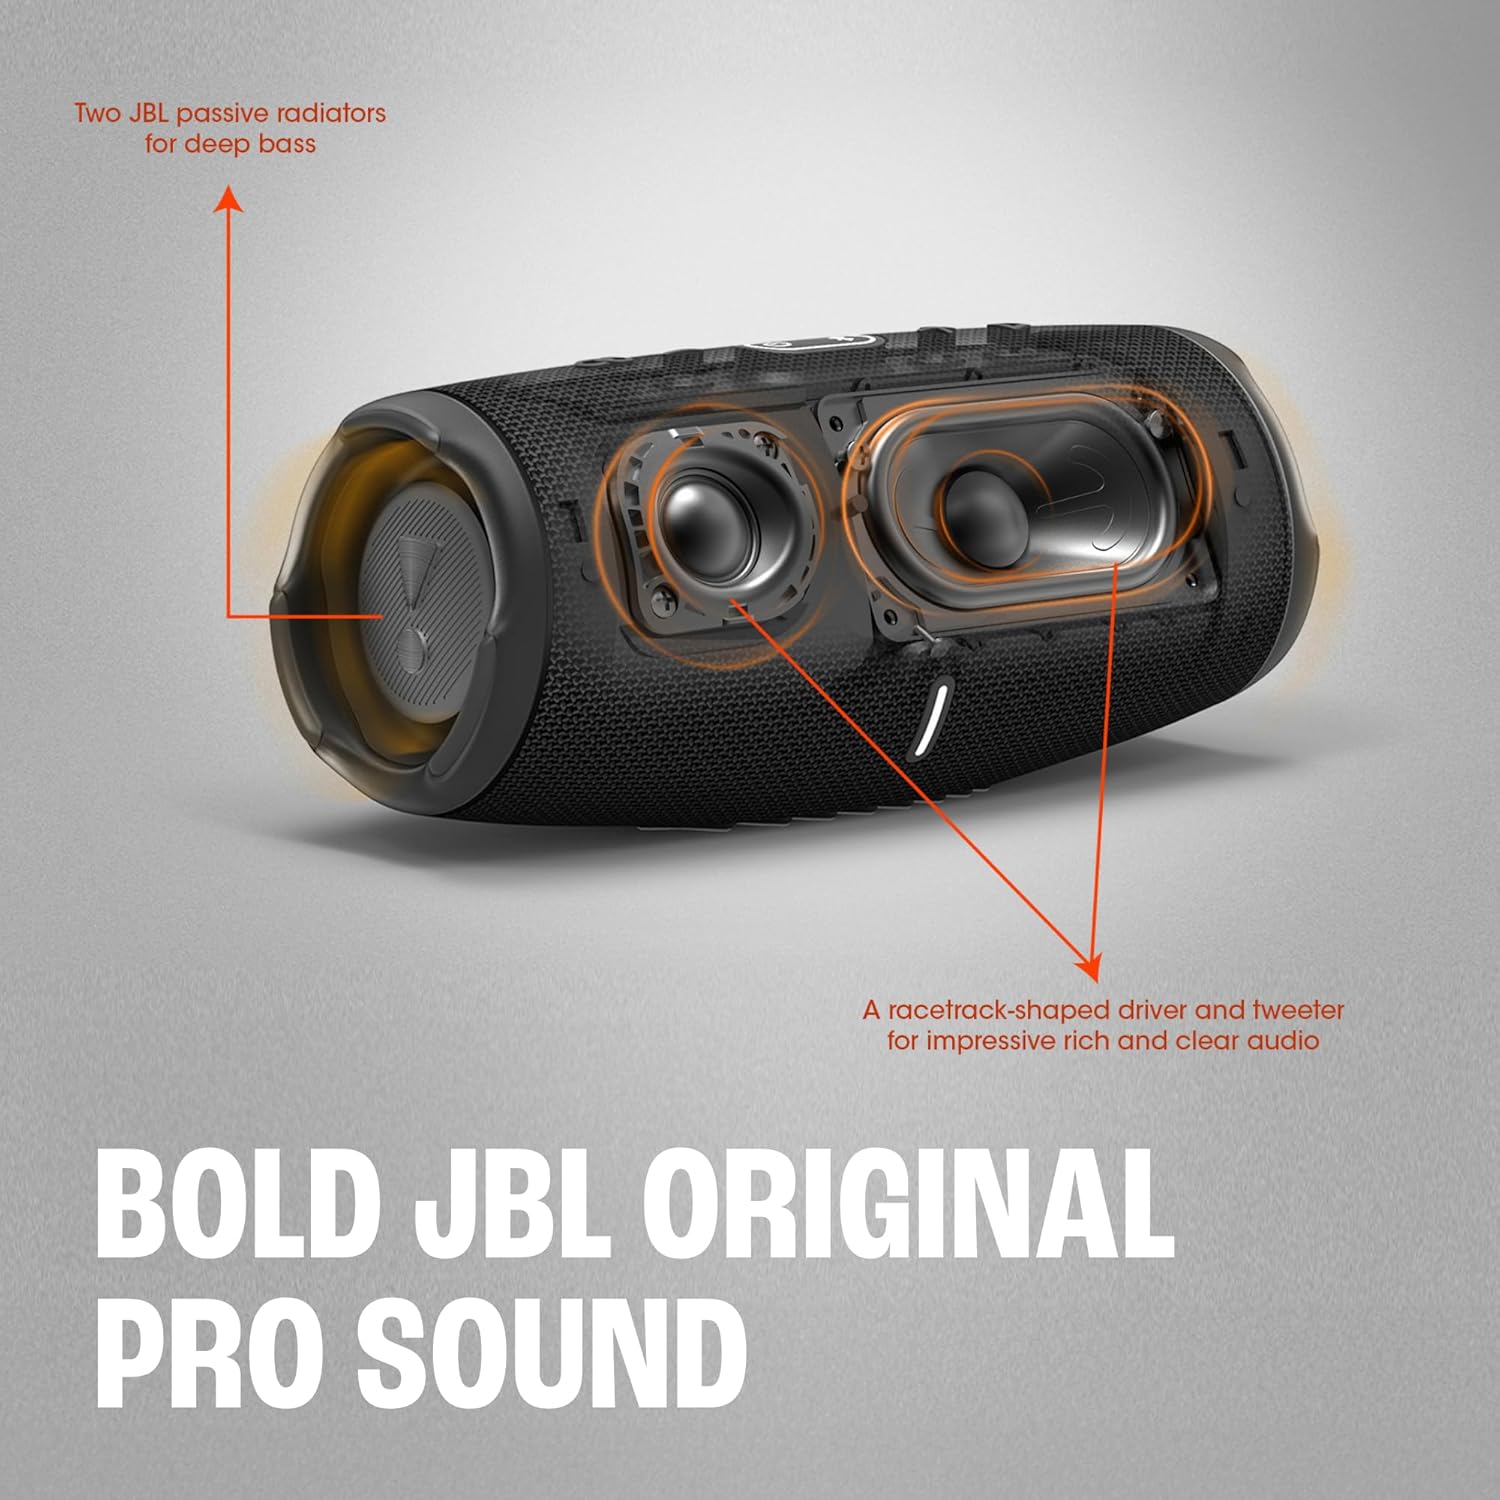 Two JBL passive radiators
for deep bass
A racetrack-shaped driver and tweeter
for impressive rich and clear audio
BOLD JBL ORIGINAL
PRO SOUND